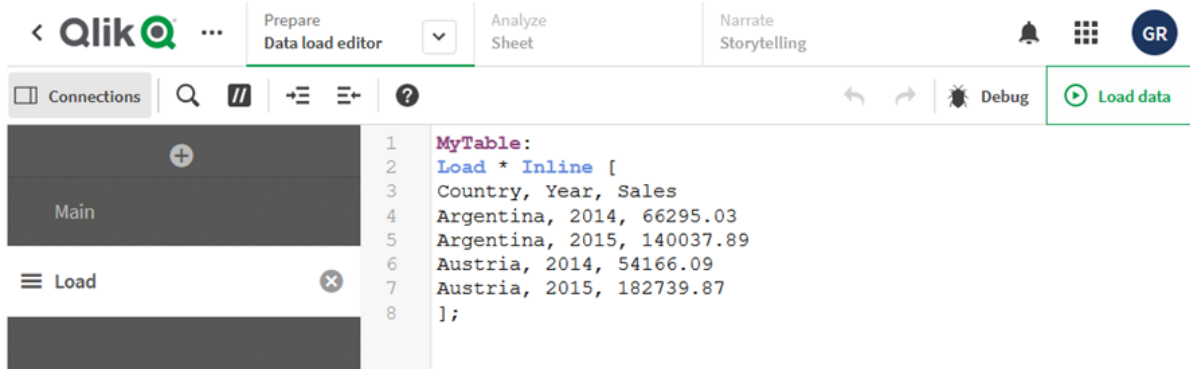 Qlik
Prepare
Data load editor
Analyze
Sheet
Narrate
Storytelling
GR
Connections
//
?
Debug
Load data
Main
Load
1 MyTable:
2 Load * Inline [
3 Country, Year, Sales
4 Argentina, 2014, 66295.03
5 Argentina, 2015, 140037.89
6 Austria, 2014, 54166.09
7 Austria, 2015, 182739.87
8 ];